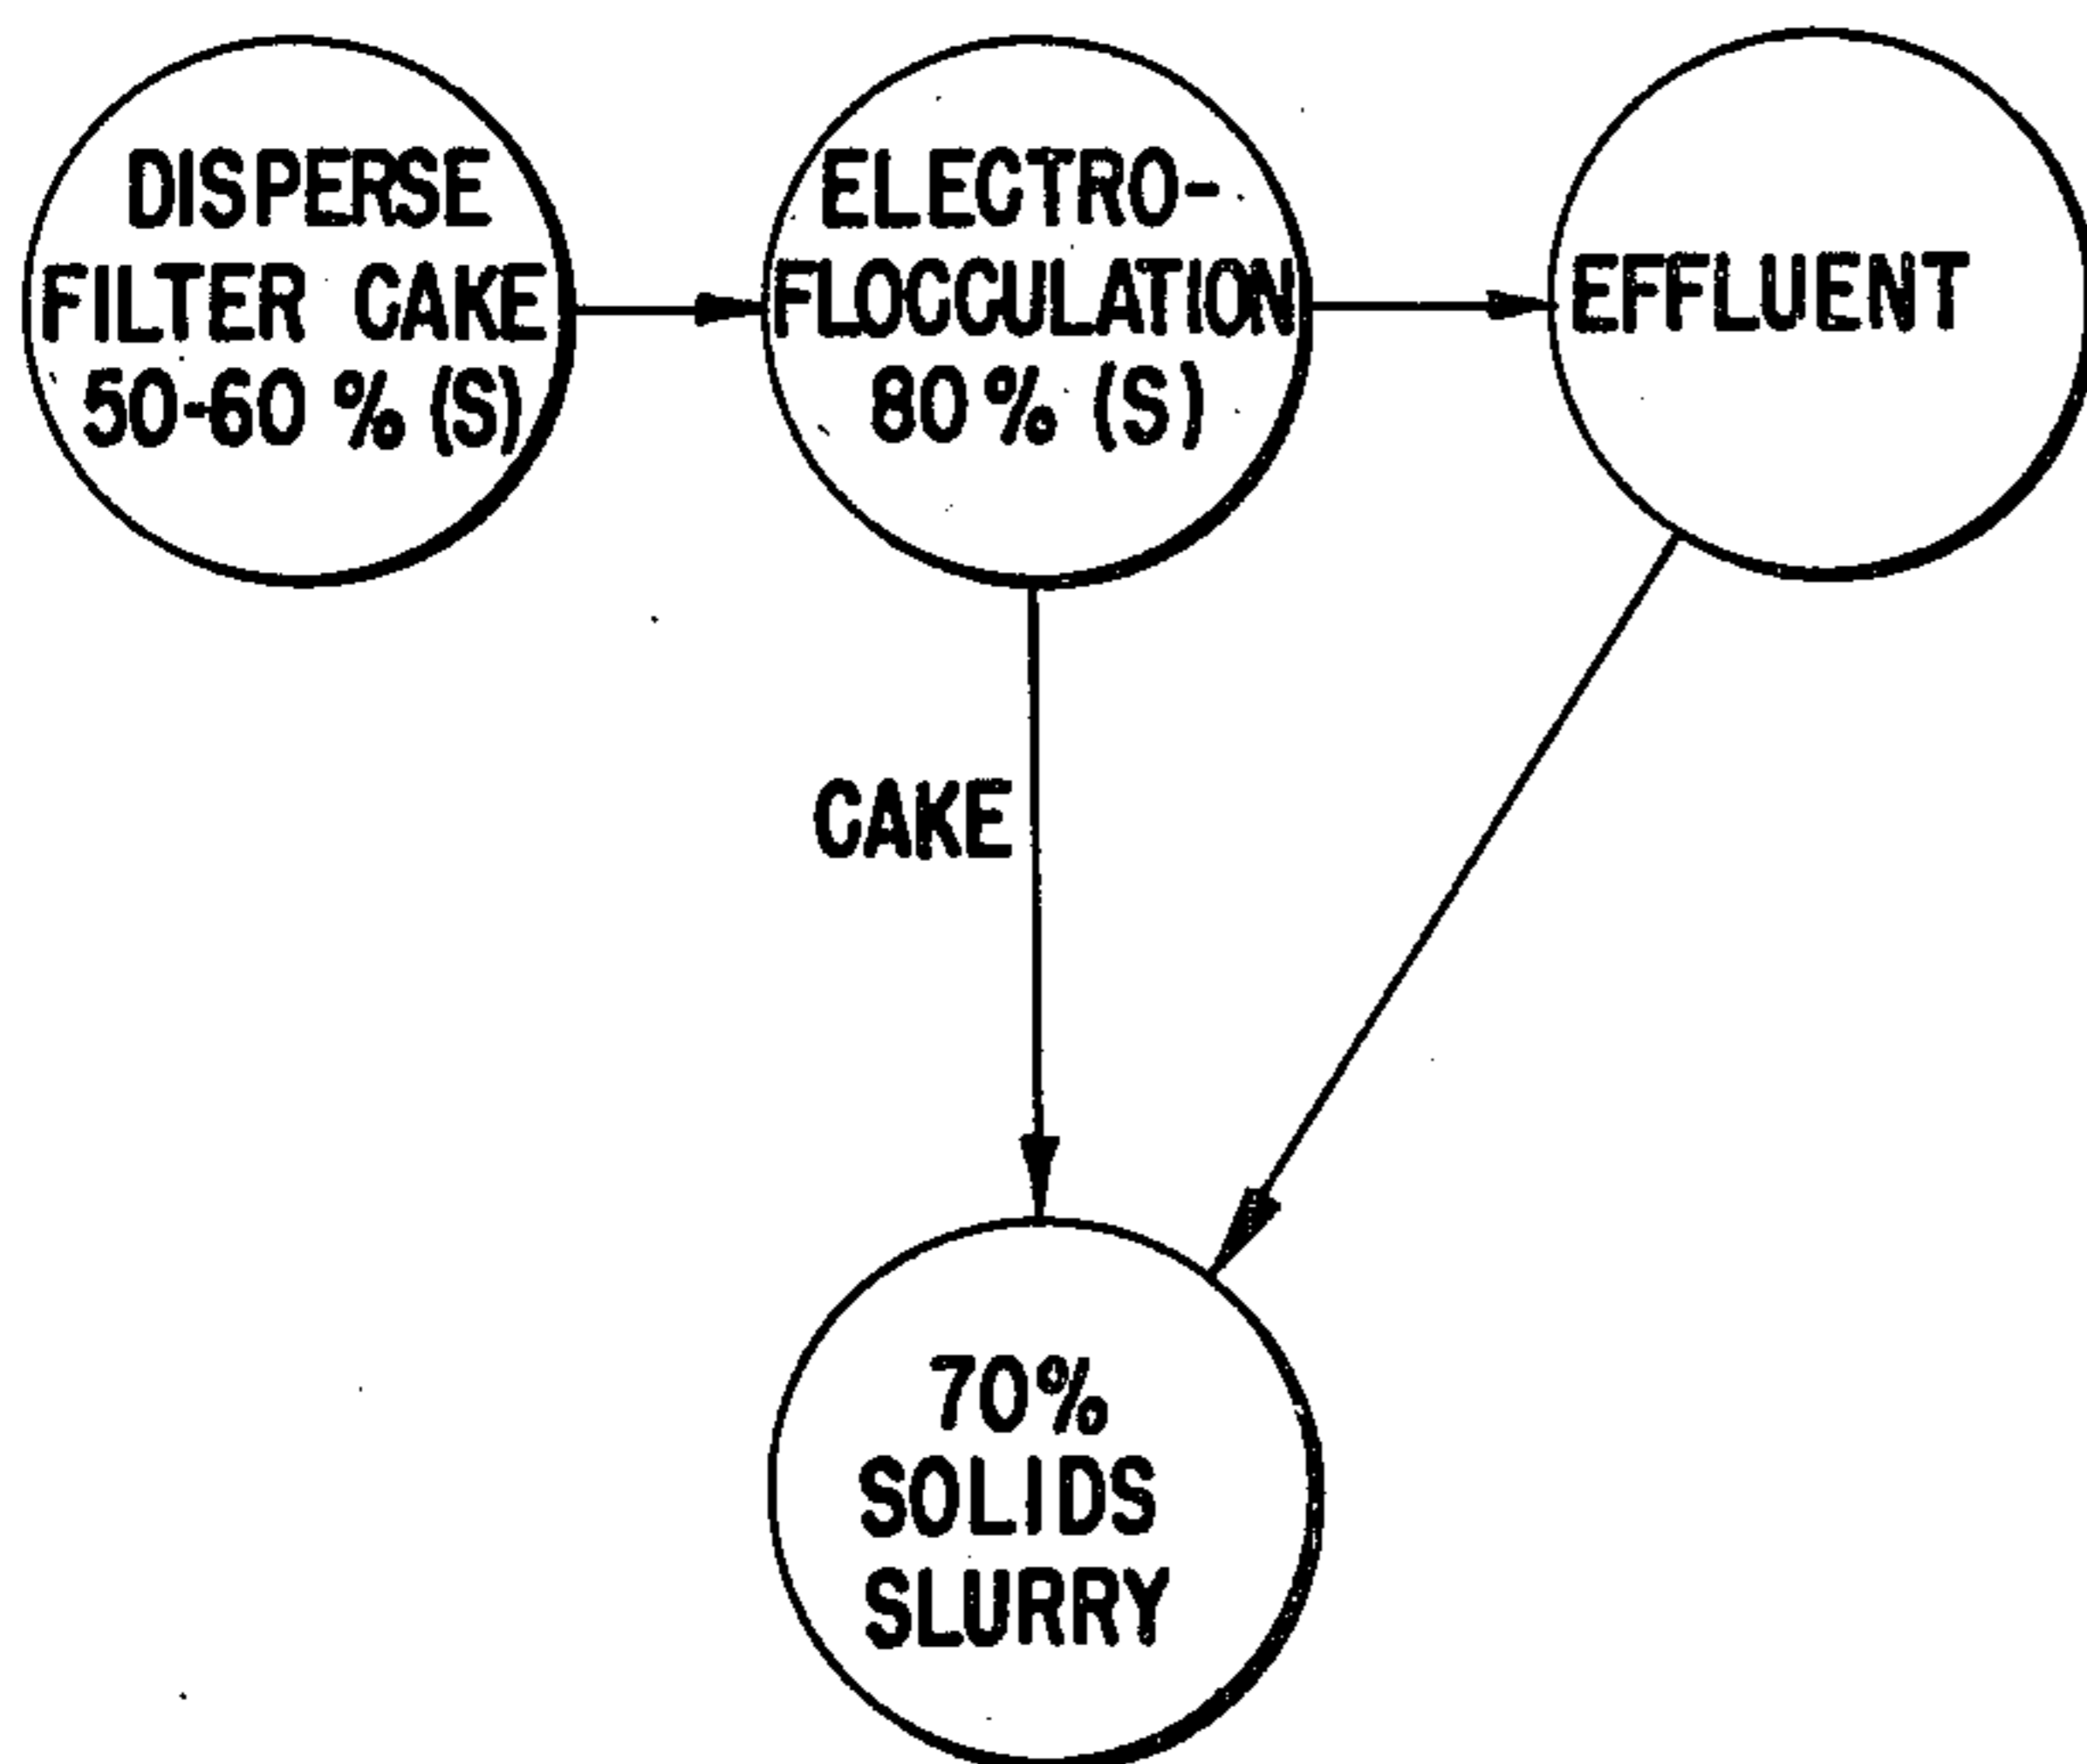 DISPERSE
FILTER CAKE
50-60 % (S)
ELECTRO-
FLOCCULATION
80% (S)
EFFLUENT
CAKE
70%
SOLIDS
SLURRY